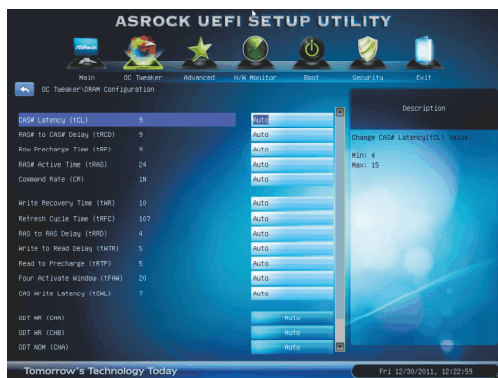 ASROCK UEFI SETUP UTILITY
ASRock
Main OC Tweaker Advanced H/W Monitor Boot Security Exit
OC Tweaker\DRAM Configuration
Description
CAS# Latency (tCL) 9 Auto
Change CAS# Latency(tCL) Value.
RAS# to CAS# Delay (tRCD) 9 Auto
Row Precharge Time (tRP) 9 Auto
Min: 4
RAS# Active Time (tRAS) 24 Auto
Max: 15
Command Rate (CR) 1N Auto
Write Recovery Time (tWR) 10 Auto
Refresh Cycle Time (tRFC) 107 Auto
RAS to RAS Delay (tRRD) 4 Auto
Write to Read Delay (tWTR) 5 Auto
Read to Precharge (tRTP) 5 Auto
Four Activate Window (tFAW) 20 Auto
CAS Write Latency (tCWL) 7 Auto
ODT WR (CHA) Auto
ODT WR (CHB) Auto
ODT NOM (CHA) Auto
Tomorrow's Technology Today
Fri 12/30/2011, 12:22:59